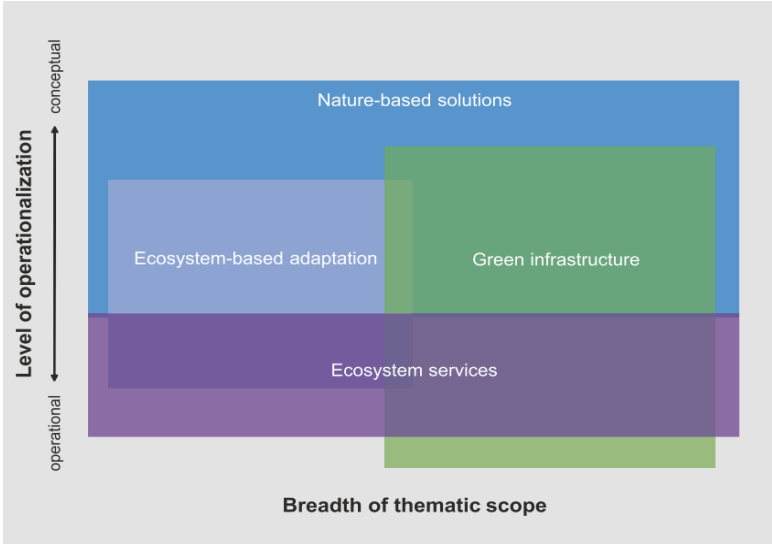 conceptual
Level of operationalization
operational
Nature-based solutions
Ecosystem-based adaptation
Green infrastructure
Ecosystem services
Breadth of thematic scope